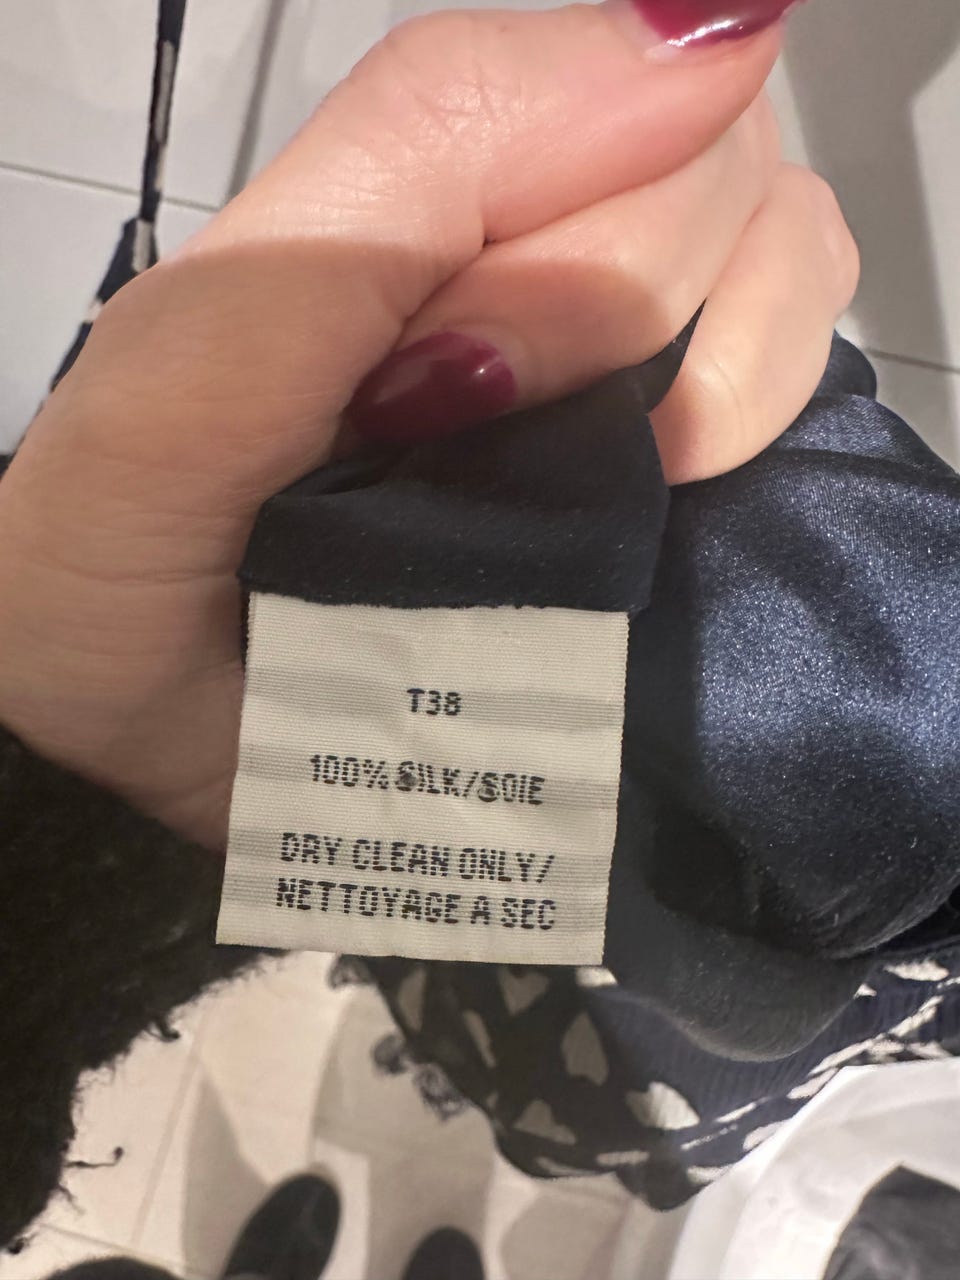 T38
100% SILK/SOIE
DRY CLEAN ONLY/
NETTOYAGE A SEC